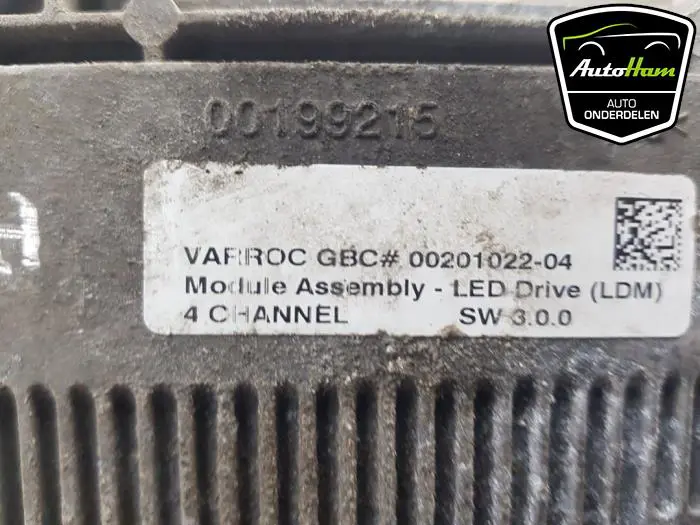 AutoHam
AUTO
ONDERDELEN
00199215
VARROC GBC# 00201022-04
Module Assembly - LED Drive (LDM)
4 CHANNEL SW 3.0.0